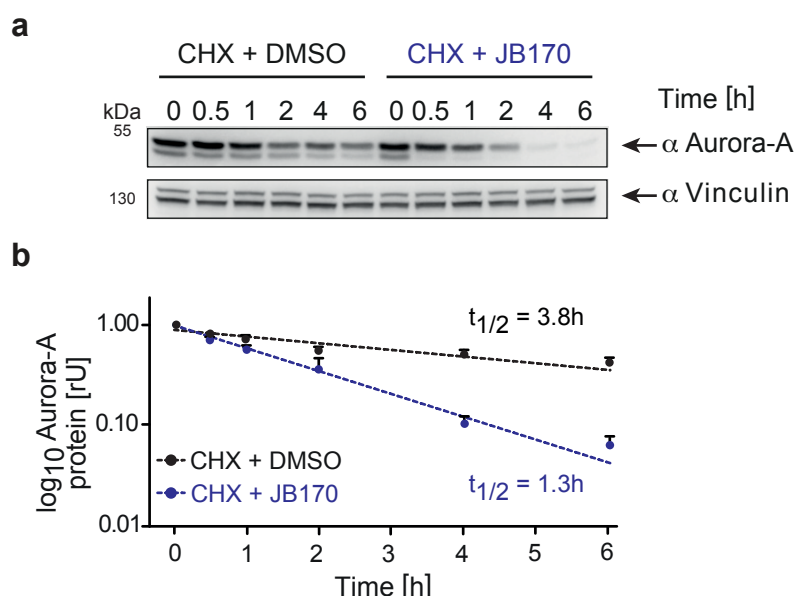 a
CHX + DMSO CHX + JB170
kDa 0 0.5 1 2 4 6 0 0.5 1 2 4 6 Time [h]
55
α Aurora-A
130
α Vinculin
b
log10 Aurora-A
protein [rU]
1.00
0.10
0.01
t1/2 = 3.8h
CHX + DMSO
CHX + JB170
t1/2 = 1.3h
0 1 2 3 4 5 6
Time [h]